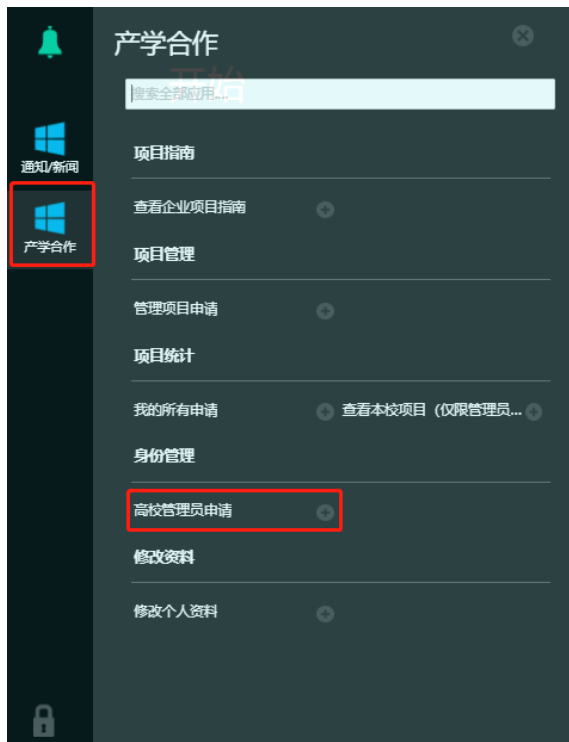 产学合作
开始
搜索全部应用...
通知/新闻
产学合作
项目指南
查看企业项目指南
项目管理
管理项目申请
项目统计
我的所有申请
查看本校项目（仅限管理员...
身份管理
高校管理员申请
修改资料
修改个人资料